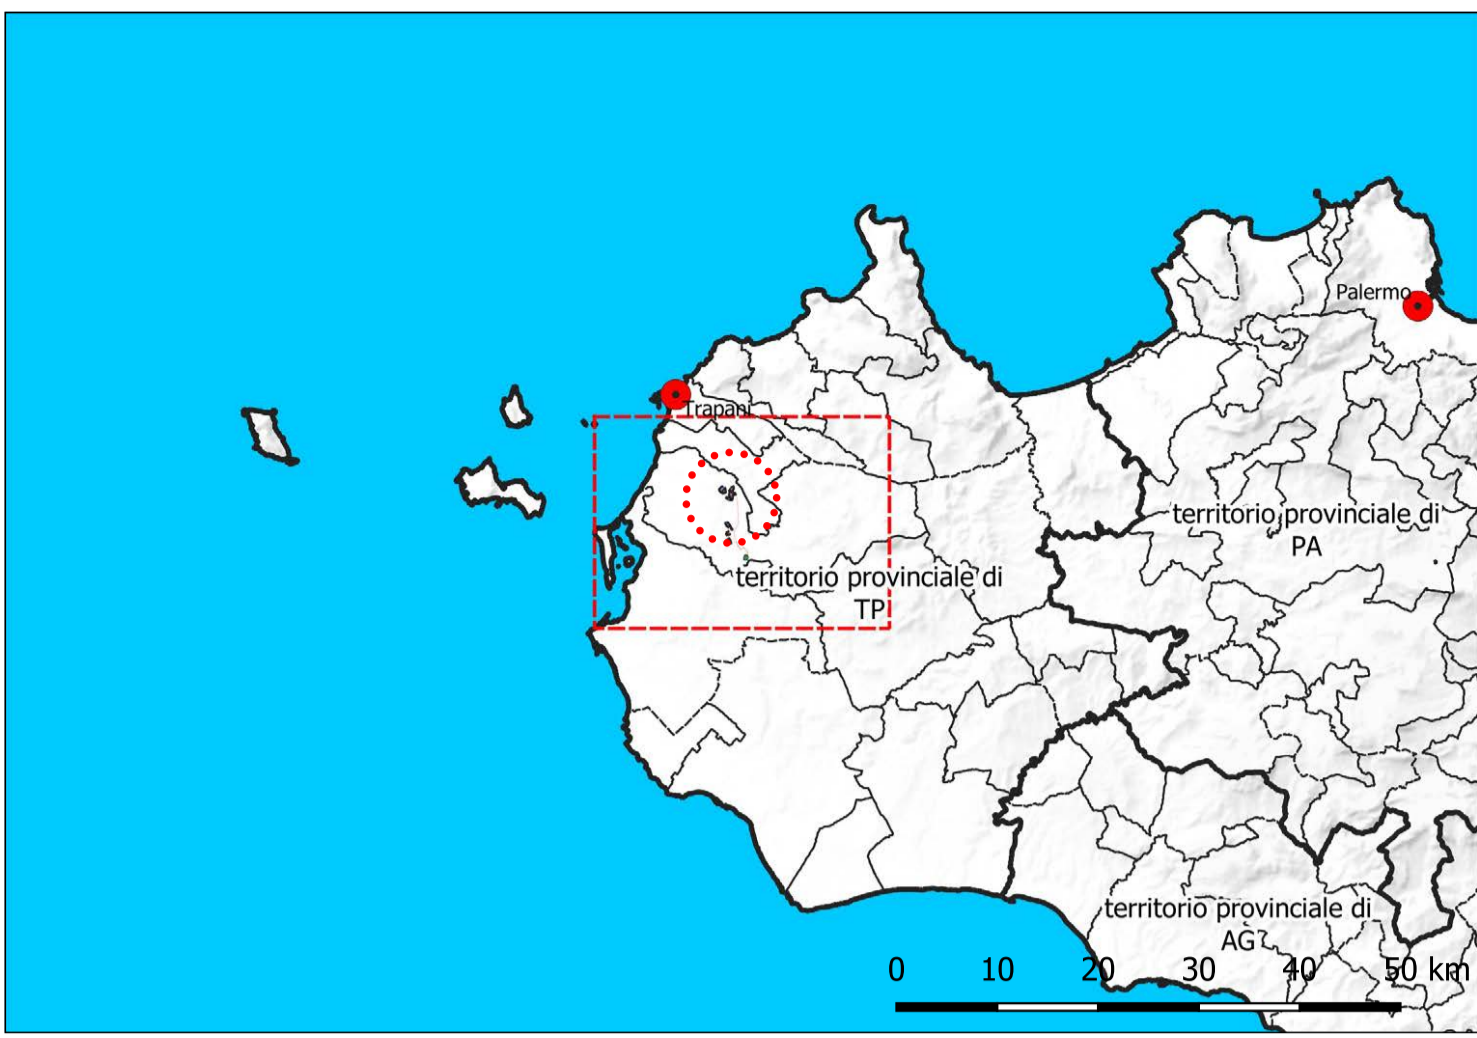 Palermo
Trapani
territorio provinciale di
PA
territorio provinciale di
TP
territorio provinciale di
AG
0 10 20 30 40 50 km